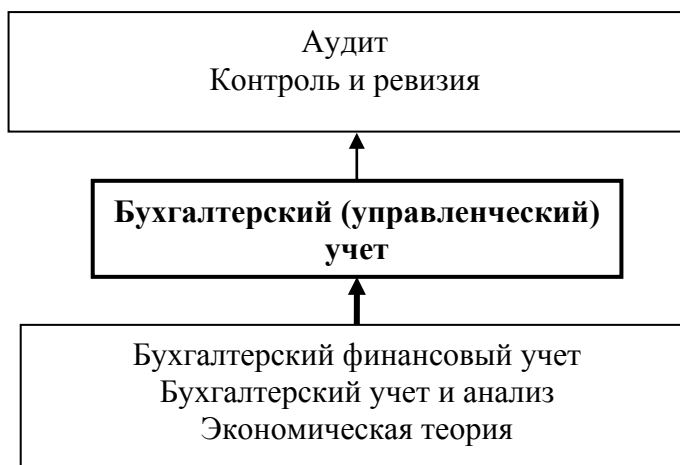 Аудит
Контроль и ревизия
Бухгалтерский (управленческий)
учет
Бухгалтерский финансовый учет
Бухгалтерский учет и анализ
Экономическая теория